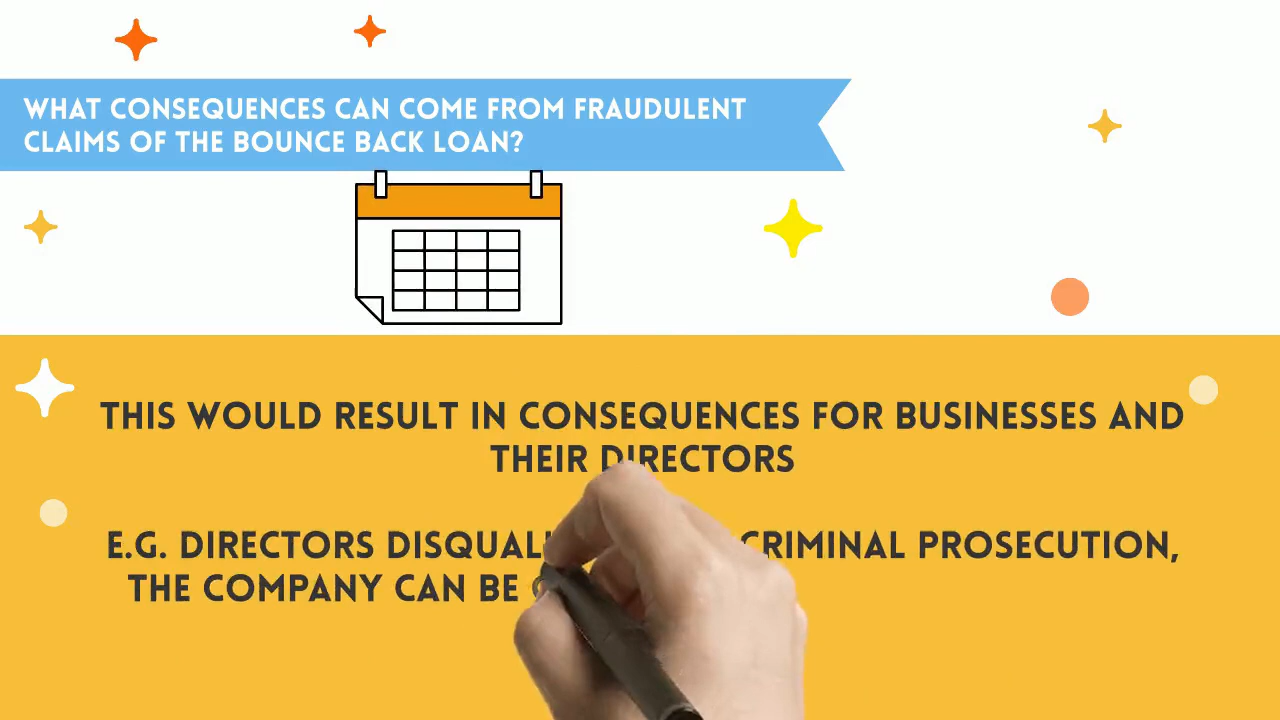 WHAT CONSEQUENCES CAN COME FROM FRAUDULENT
CLAIMS OF THE BOUNCE BACK LOAN?
THIS WOULD RESULT IN CONSEQUENCES FOR BUSINESSES AND
THEIR DIRECTORS
E.G. DIRECTORS CRIMINAL PROSECUTION,
THE COMPANY CAN BE